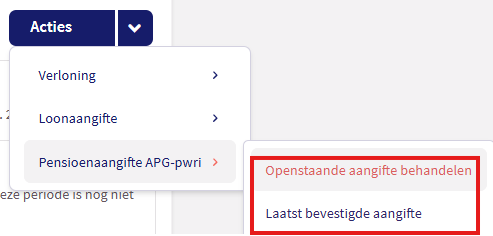 Acties
Verloning
Loonaangifte
Pensioenaangifte APG-pwri
Openstaande aangifte behandelen
eze periode is nog niet
Laatst bevestigde aangifte